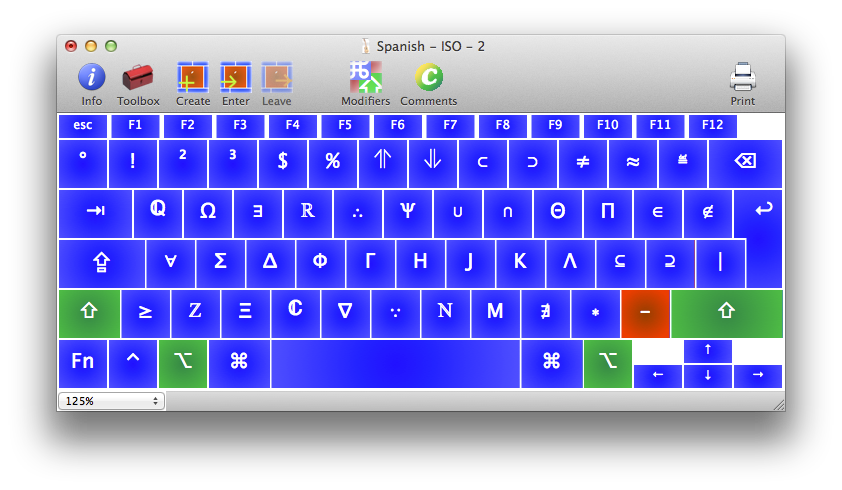 Spanish – ISO – 2
Info Toolbox Create Enter Leave Modifiers Comments Print
esc F1 F2 F3 F4 F5 F6 F7 F8 F9 F10 F11 F12
° ! ² ³ $ % ⥣ ⥥ ⊂ ⊃ ≠ ≈ ⌫
⇥ ℚ Ω ∃ ℝ ∴ Ψ ∪ ∩ Θ Π ∈ ∉ ↩
⇪ ∀ Σ Δ Φ Γ H J K Λ ⊆ ⊇ |
⇧ ≥ ℤ Ξ ℂ ∇ ∵ ℕ M ∄ * – ⇧
Fn ^ ⌥ ⌘ ⌘ ⌥ ↑
← ↓ →
125%